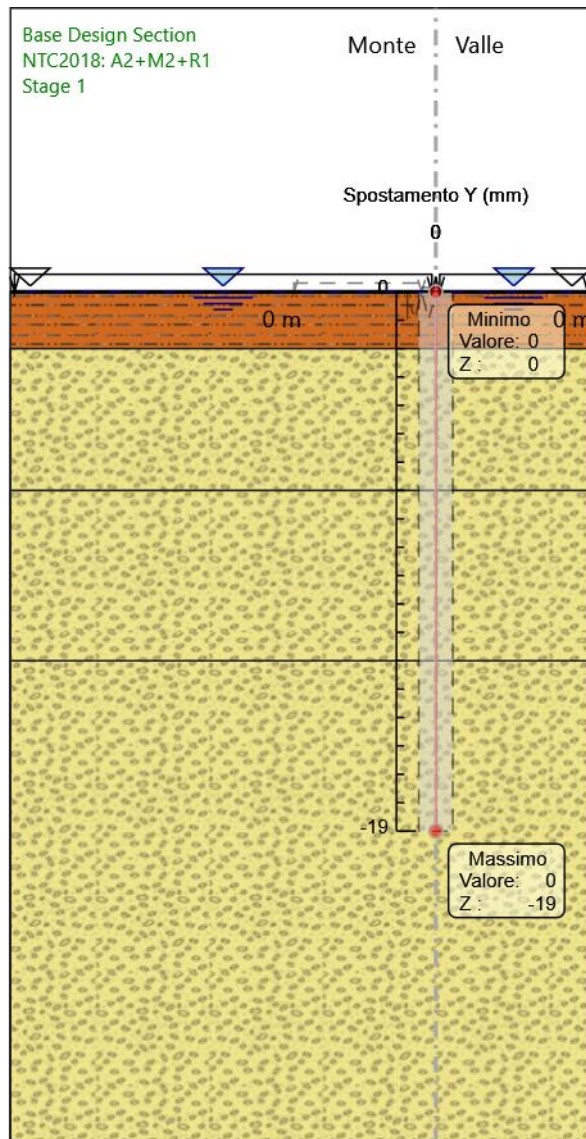 Base Design Section
NTC2018: A2+M2+R1
Stage 1
Monte
Valle
Spostamento Y (mm)
0
0
0 m
0 m
Minimo
Valore: 0
Z : 0
-19
Massimo
Valore: 0
Z : -19